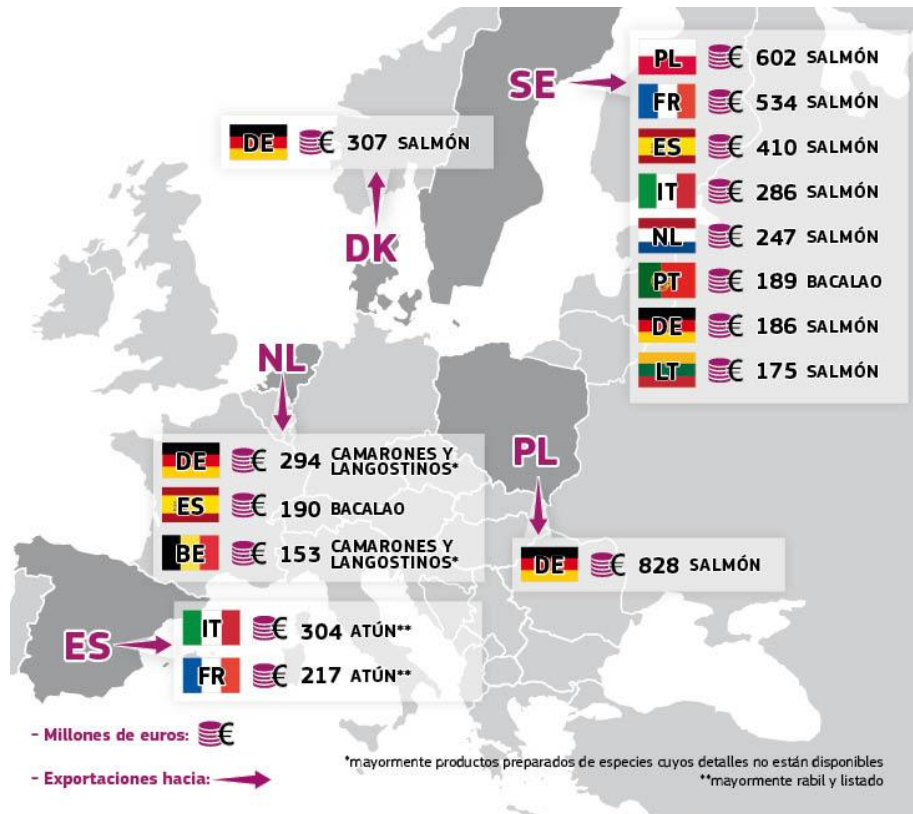 SE
PL € 602 SALMÓN
FR € 534 SALMÓN
ES € 410 SALMÓN
IT € 286 SALMÓN
NL € 247 SALMÓN
PT € 189 BACALAO
DE € 186 SALMÓN
LT € 175 SALMÓN
DE € 307 SALMÓN
DK
NL
DE € 294 CAMARONES Y
LANGOSTINOS*
ES € 190 BACALAO
BE € 153 CAMARONES Y
LANGOSTINOS*
PL
DE € 828 SALMÓN
ES
IT € 304 ATÚN**
FR € 217 ATÚN**
- Millones de euros: €
- Exportaciones hacia:
*mayormente productos preparados de especies cuyos detalles no están disponibles
**mayormente rabil y listado